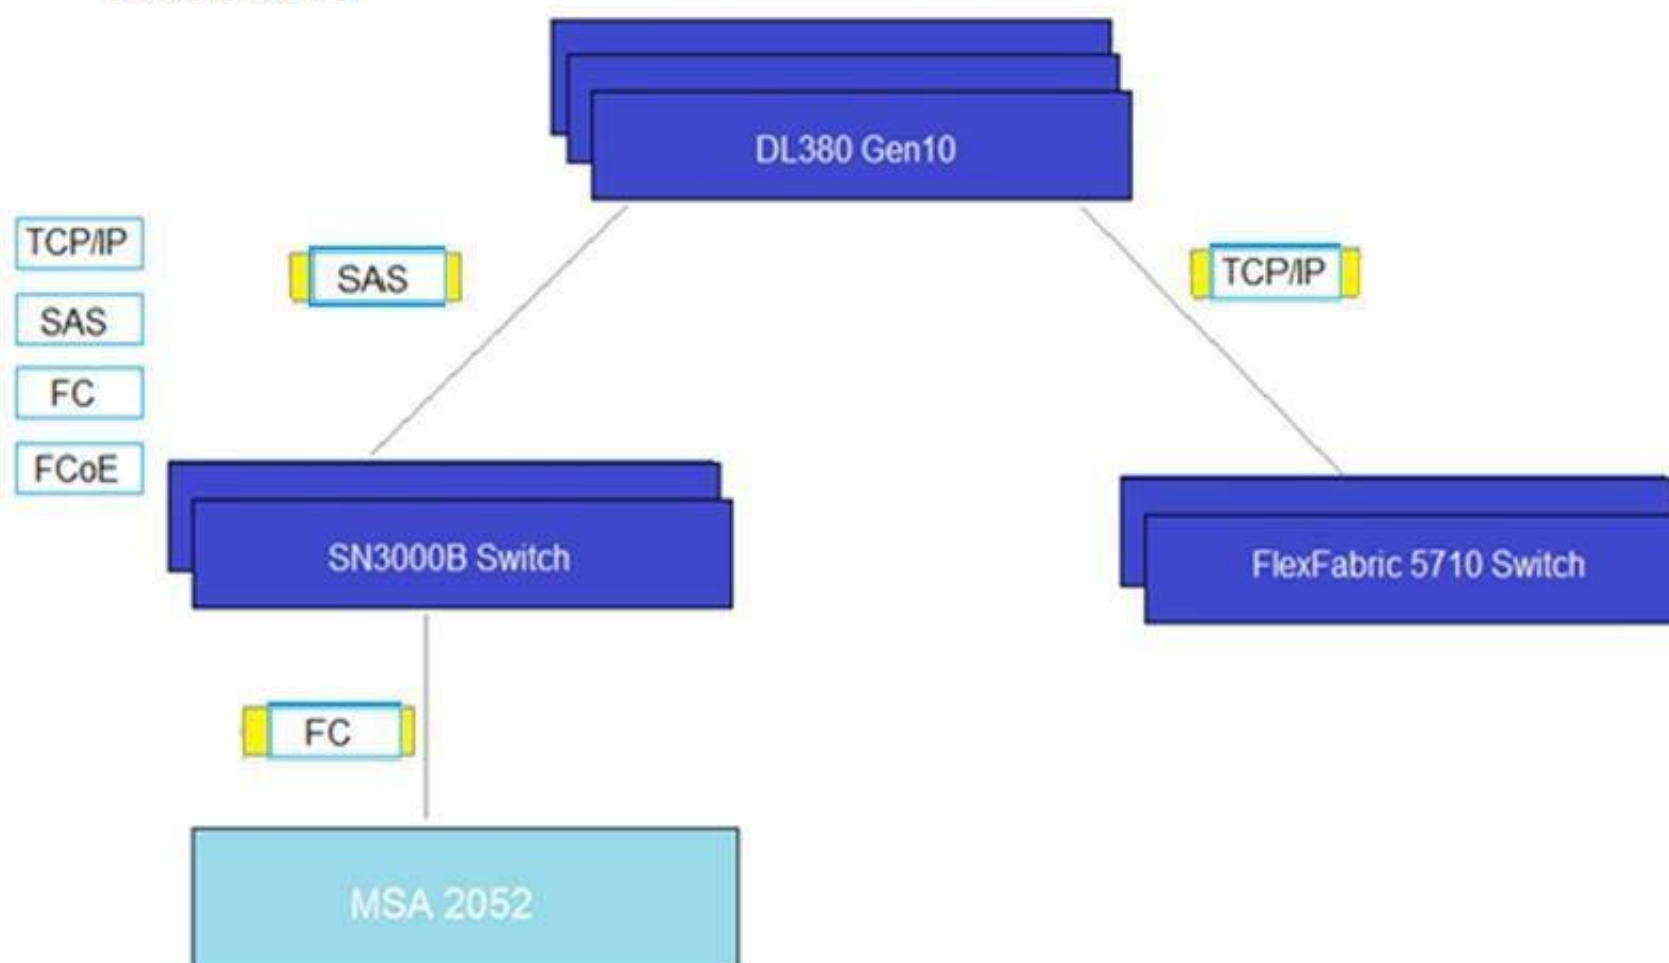 DL380 Gen10
TCP/IP
SAS
FC
FCoE
SAS
TCP/IP
SN3000B Switch
FlexFabric 5710 Switch
FC
MSA 2052